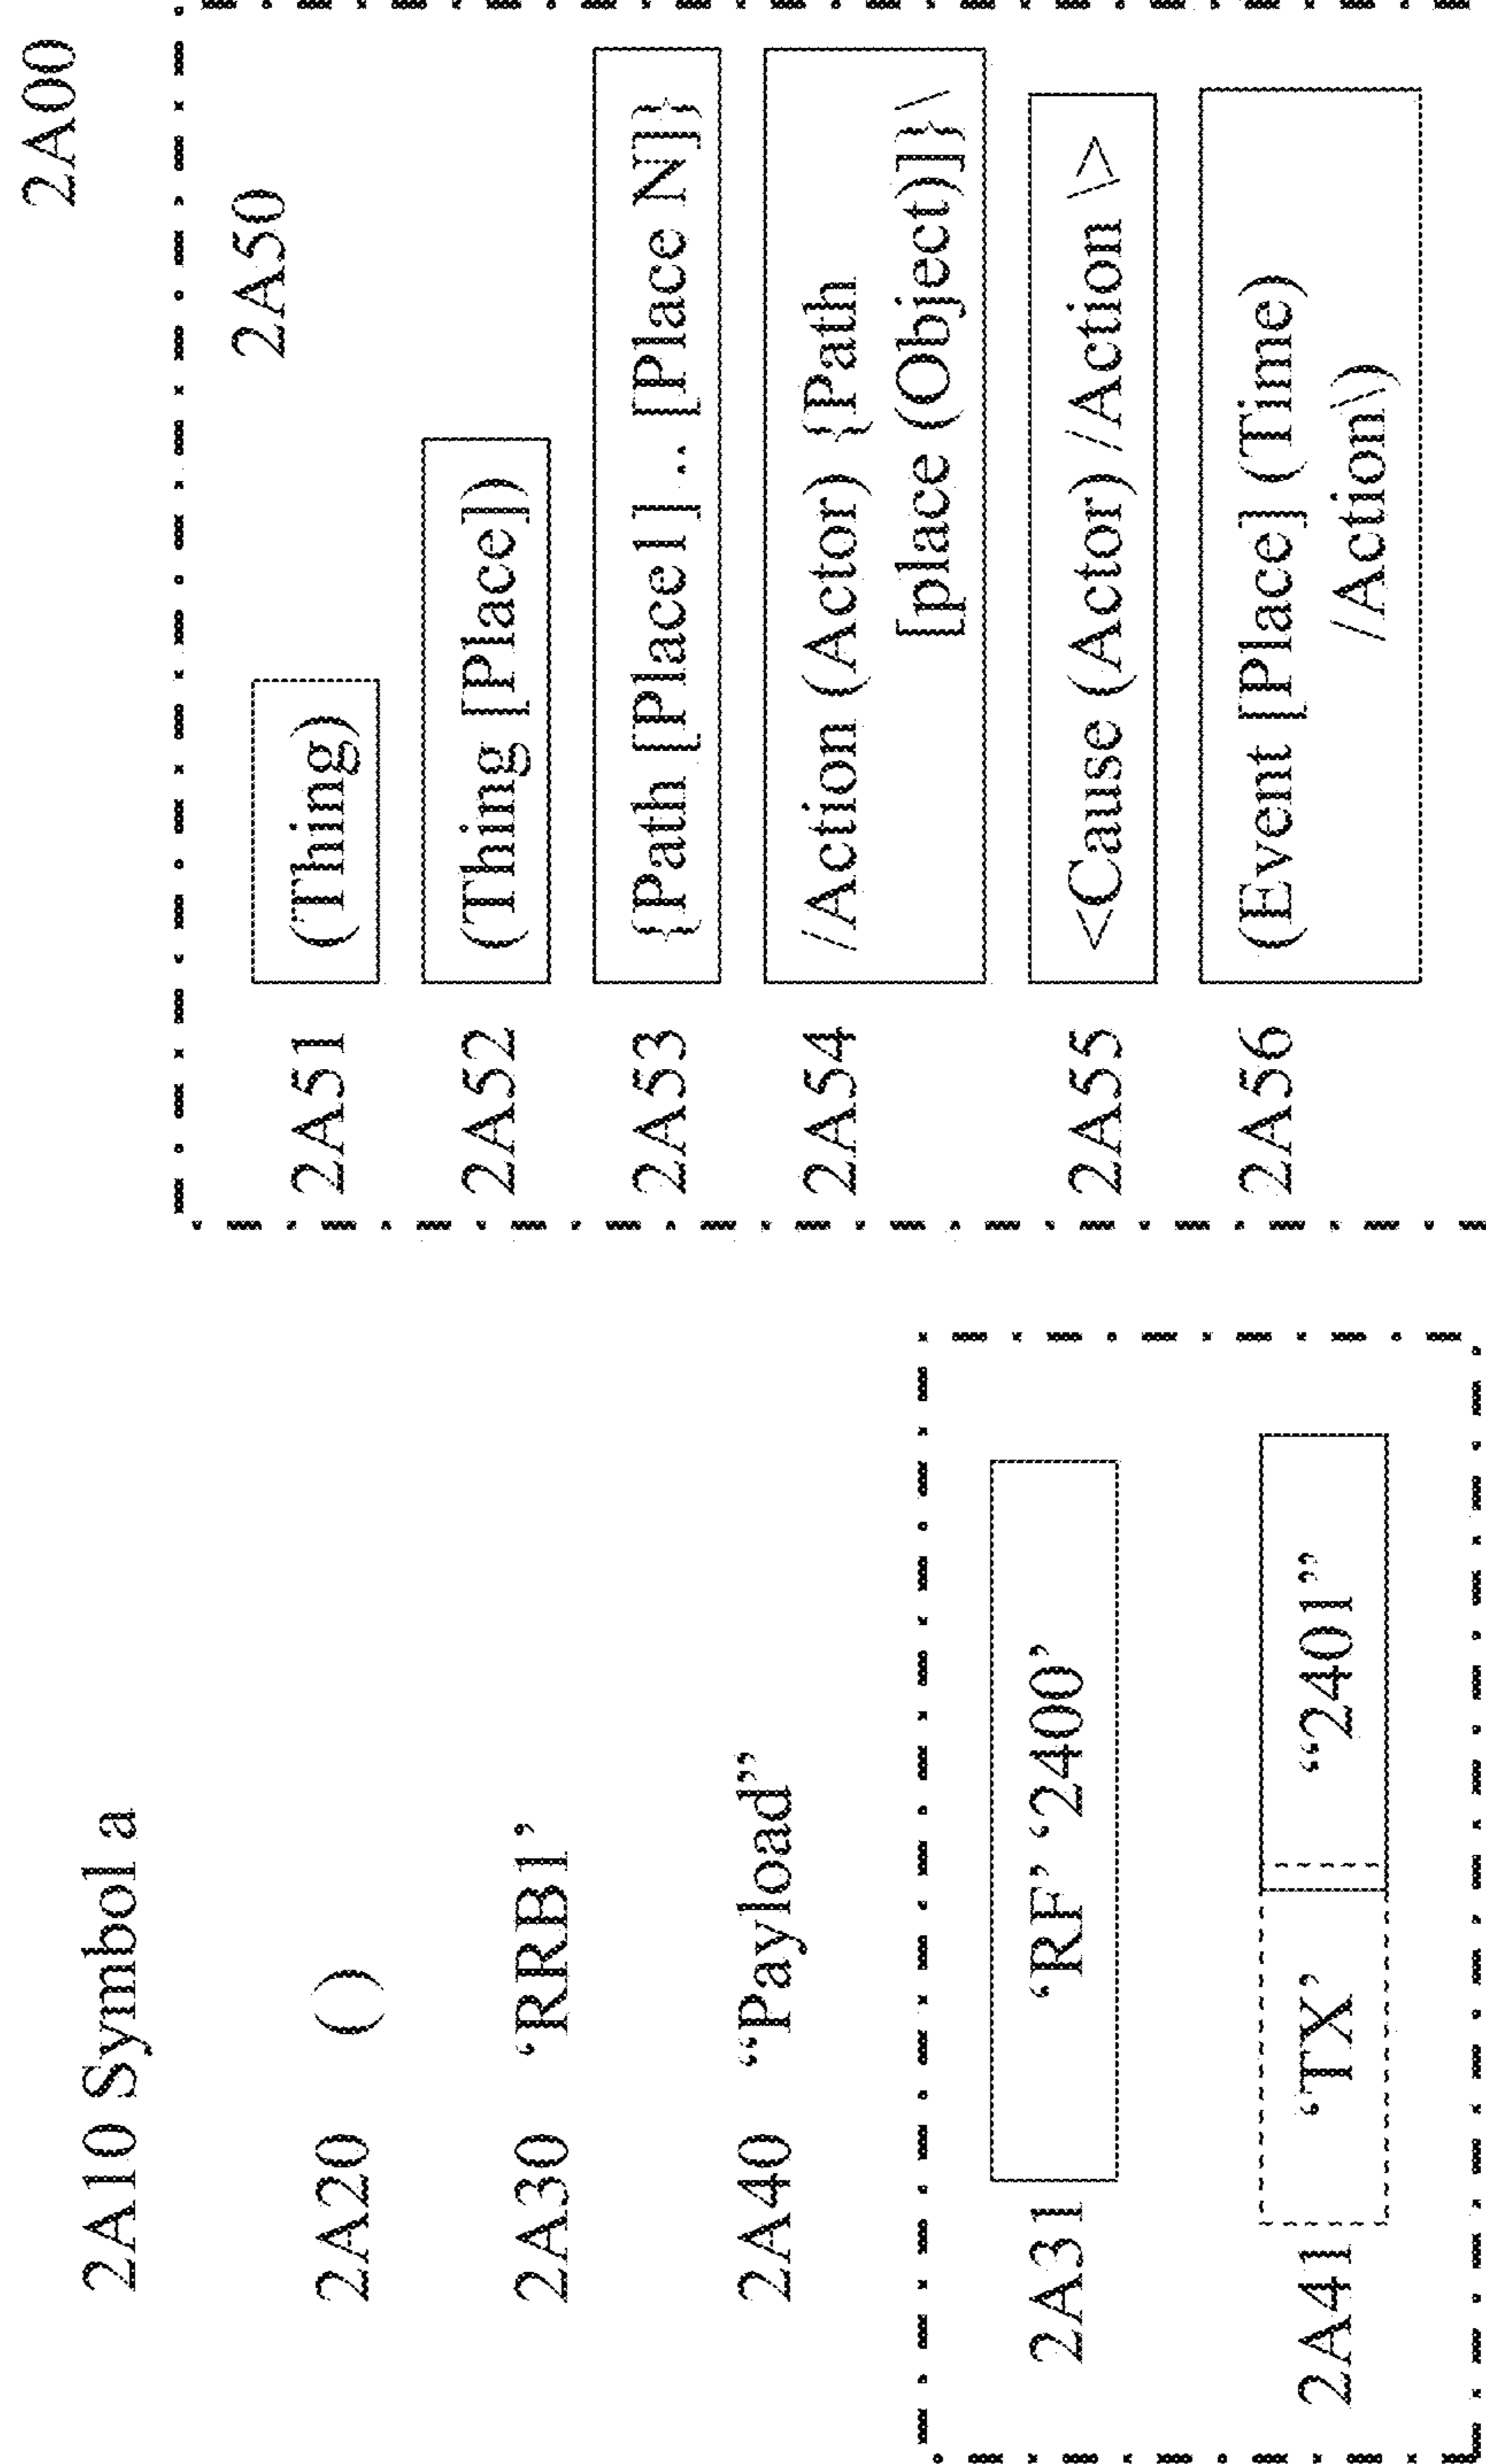 2A00
2A10 Symbol a
2A20 ( )
2A30 ‘RRB1’
2A40 “Payload”
2A31 ‘RF’ ‘2400’
2A41 ‘TX’ “2401”
2A50
2A51 (Thing)
2A52 (Thing [Place])
2A53 {Path [Place1] .. [Place N]}
2A54 /Action (Actor) {Path
[place (Object)]}\
2A55 <Cause (Actor) /Action \>
2A56 (Event [Place] (Time)
/Action\)